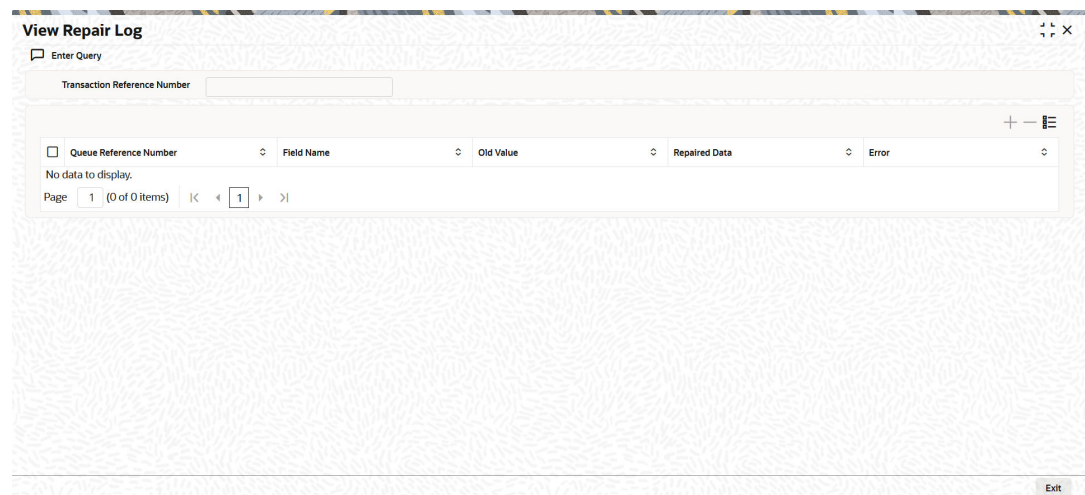 View Repair Log
Enter Query
Transaction Reference Number
Queue Reference Number Field Name Old Value Repaired Data Error
No data to display.
Page 1 (0 of 0 items) 1
Exit